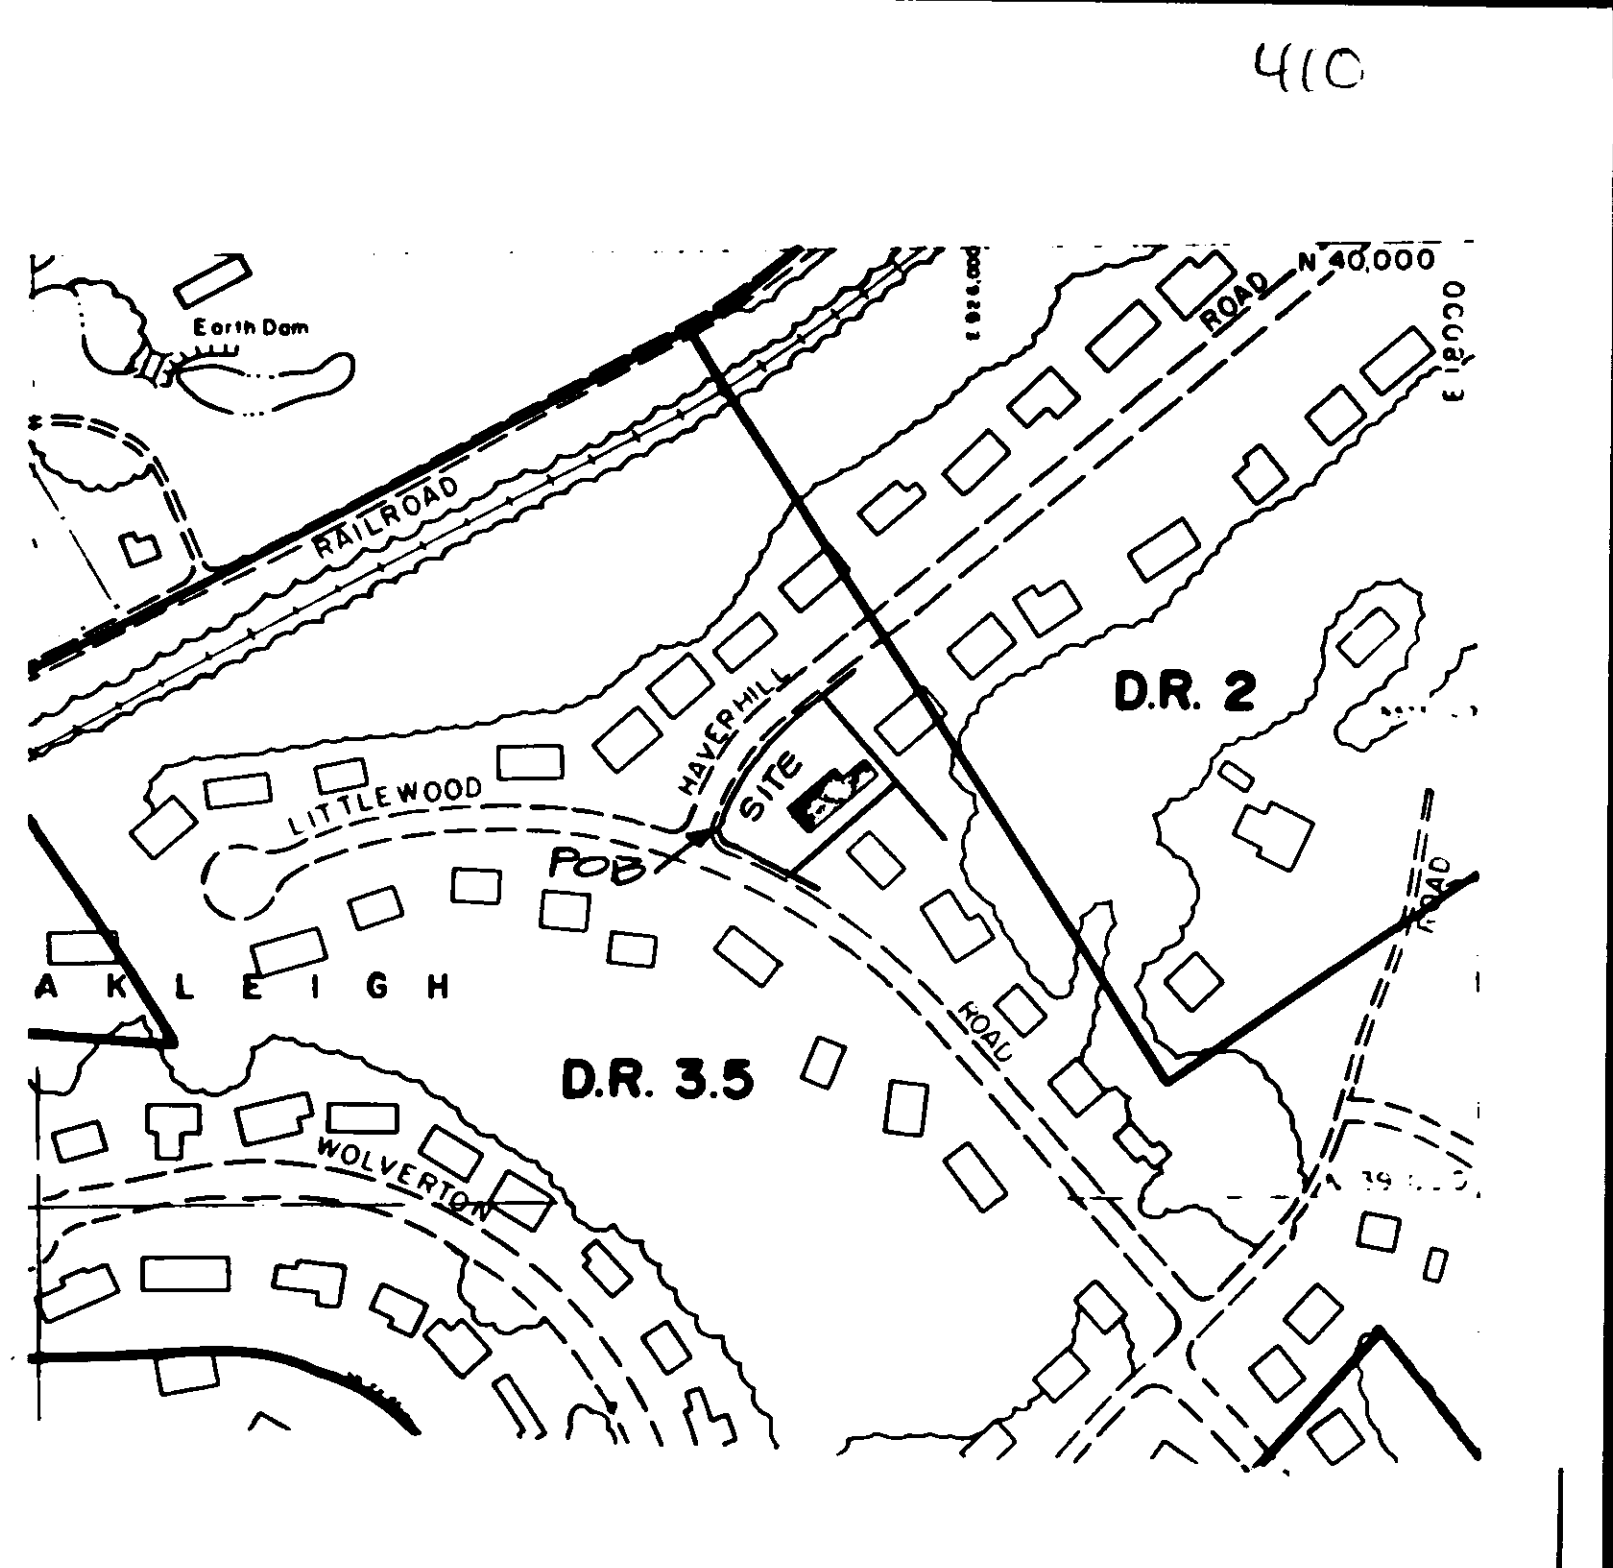 410
N 40,000
E 926,000
E 18000
ROAD
Earth Dam
RAILROAD
D.R. 2
HAVERHILL
SITE
LITTLEWOOD
POB
ROAD
AKLEIGH
ROAD
D.R. 3.5
WOLVERTON